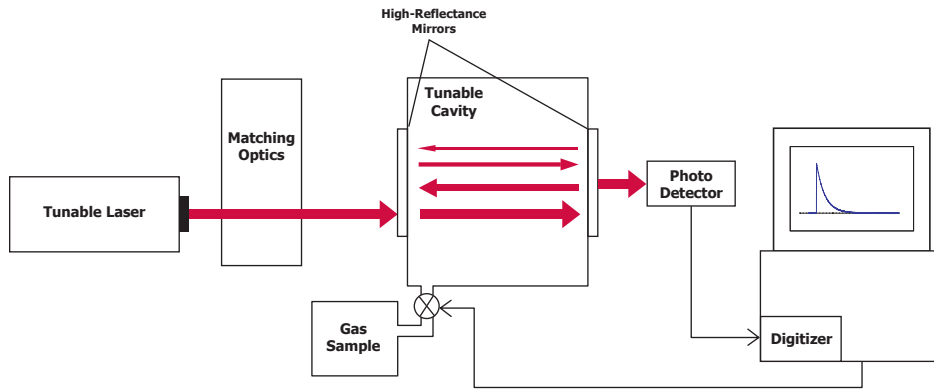 High-Reflectance
Mirrors
Tunable
Cavity
Matching
Optics
Tunable Laser
Photo
Detector
Gas
Sample
Digitizer